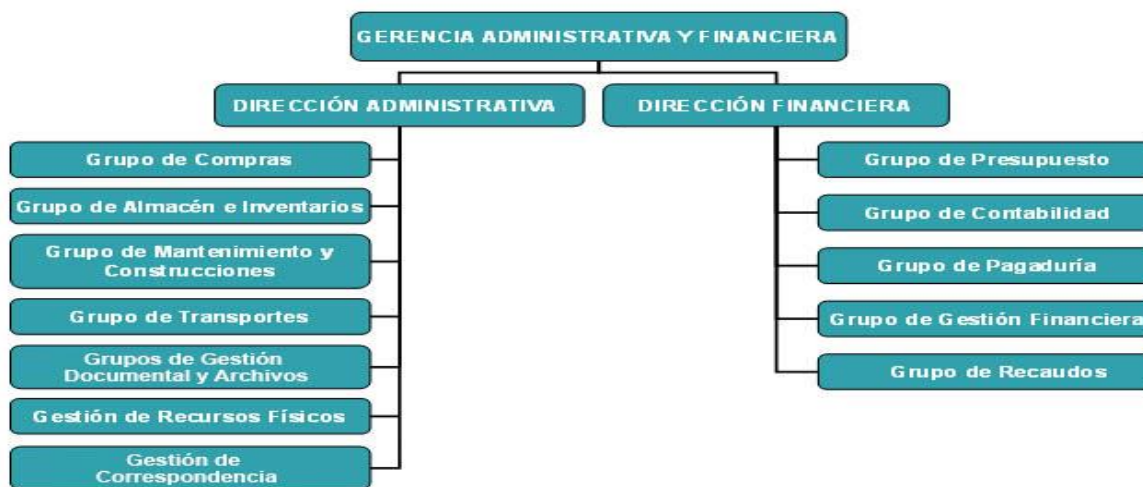 GERENCIA ADMINISTRATIVA Y FINANCIERA
DIRECCIÓN ADMINISTRATIVA
DIRECCIÓN FINANCIERA
Grupo de Compras
Grupo de Almacén e Inventarios
Grupo de Mantenimiento y
Construcciones
Grupo de Transportes
Grupos de Gestión
Documental y Archivos
Gestión de Recursos Físicos
Gestión de
Correspondencia
Grupo de Presupuesto
Grupo de Contabilidad
Grupo de Pagaduría
Grupo de Gestión Financiera
Grupo de Recaudos